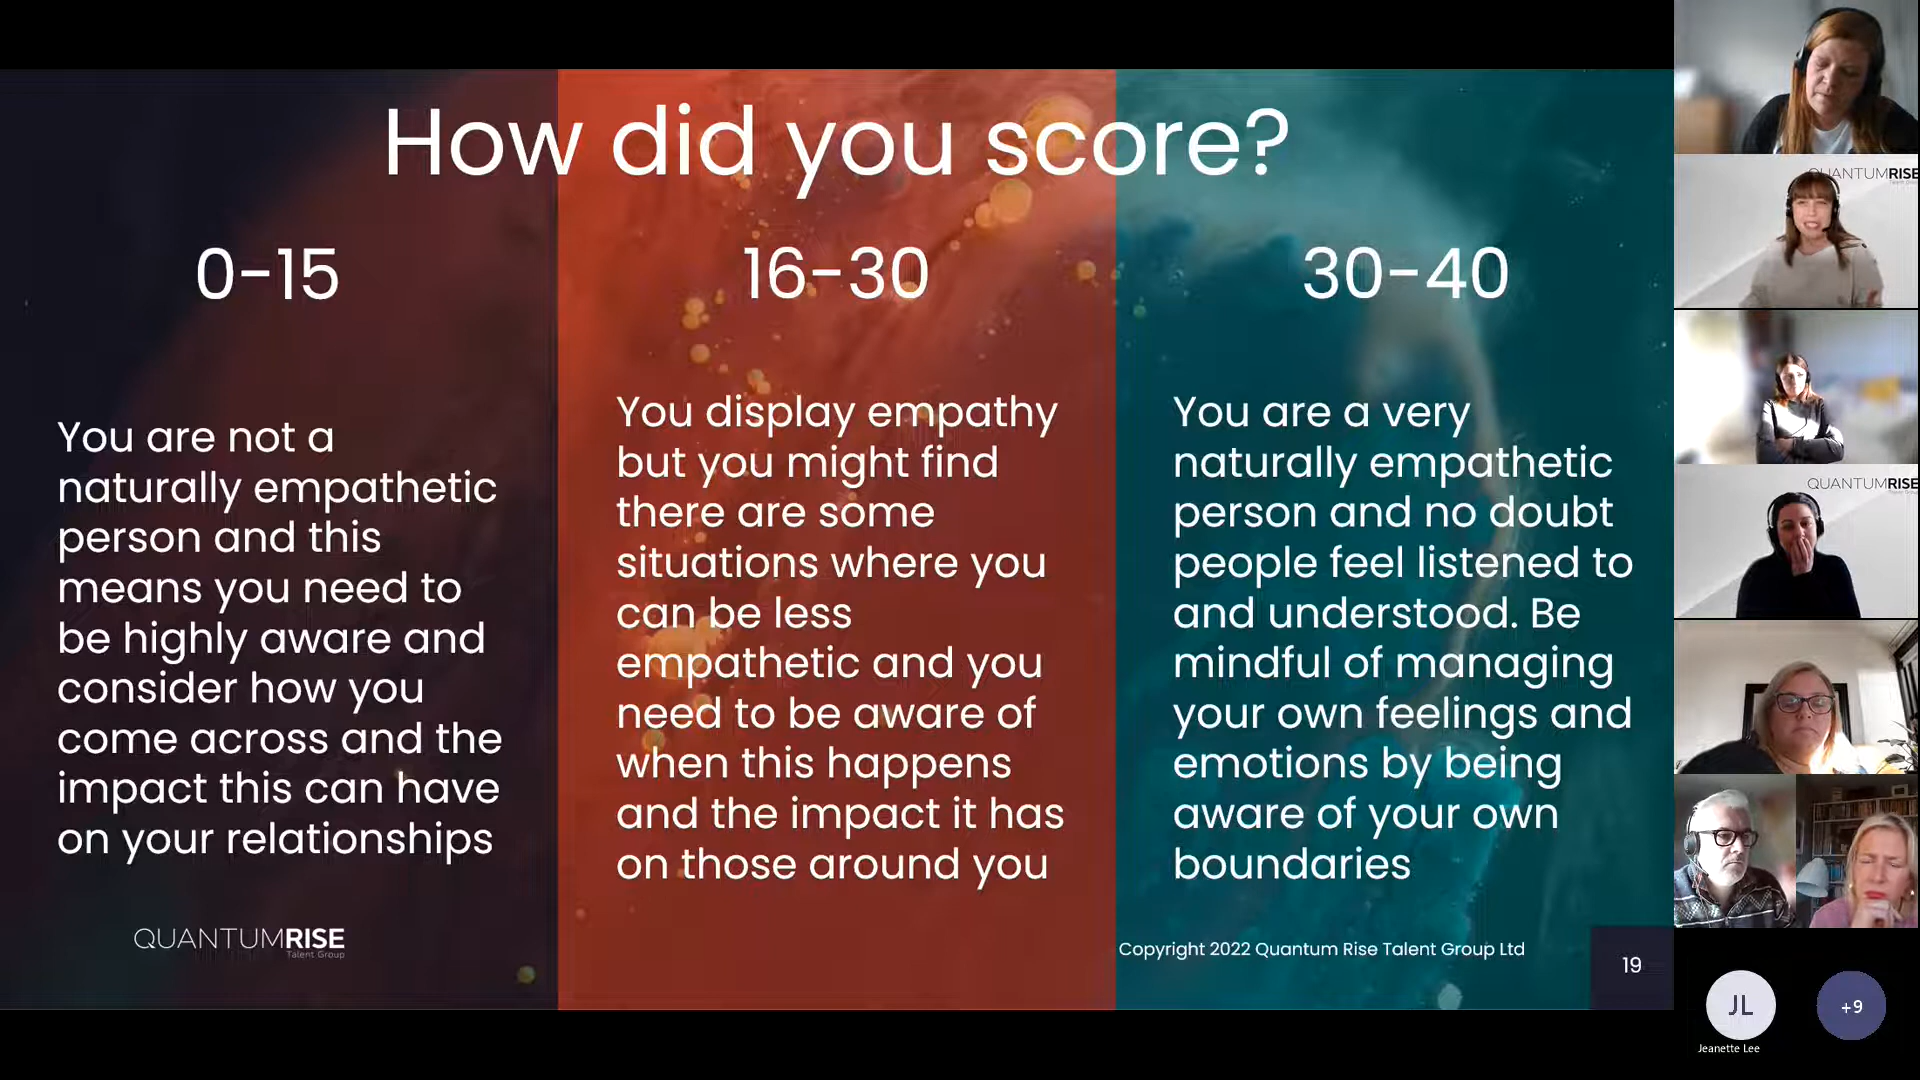 How did you score?
0-15
You are not a
naturally empathetic
person and this
means you need to
be highly aware and
consider how you
come across and the
impact this can have
on your relationships
16-30
You display empathy
but you might find
there are some
situations where you
can be less
empathetic and you
need to be aware of
when this happens
and the impact it has
on those around you
30-40
You are a very
naturally empathetic
person and no doubt
people feel listened to
and understood. Be
mindful of managing
your own feelings and
emotions by being
aware of your own
boundaries
QUANTUMRISE
Talent Group
Copyright 2022 Quantum Rise Talent Group Ltd
19
QUANTUMRISE
QUANTUMRISE
JL
Jeanette Lee
+9